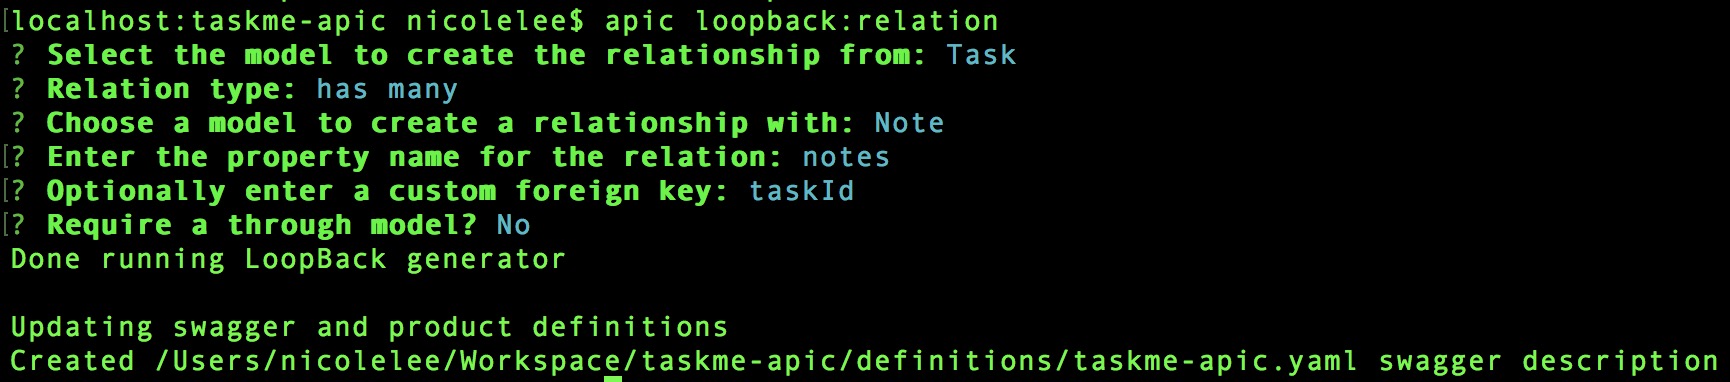 [localhost:taskme-apic nicolelee$ apic loopback:relation
? Select the model to create the relationship from: Task
? Relation type: has many
? Choose a model to create a relationship with: Note
[? Enter the property name for the relation: notes
[? Optionally enter a custom foreign key: taskId
[? Require a through model? No
Done running LoopBack generator
Updating swagger and product definitions
Created /Users/nicolelee/Workspace/taskme-apic/definitions/taskme-apic.yaml swagger description